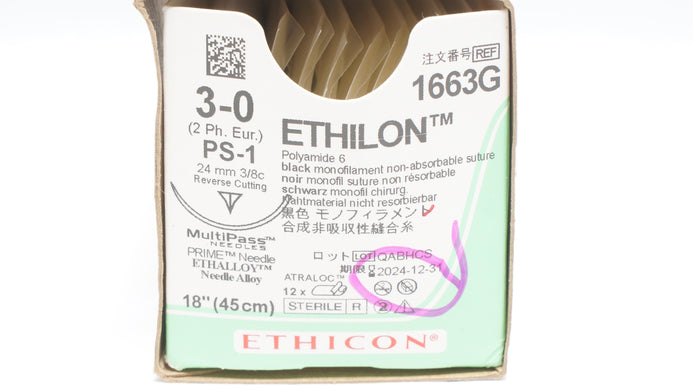 注文番号 REF
1663G
3-0
(2 Ph. Eur.)
PS-1
24 mm 3/8c
Reverse Cutting
MultiPass™
NEEDLES
PRIME™ Needle
ETHALLOY™
Needle Alloy
18" (45cm)
ETHILON™
Polyamide 6
black monofilament non-absorbable suture
noir monofil suture non résorbable
schwarz monofil chirurg.
Nahtmaterial nicht resorbierbar
黒色 モノフィラメント
合成非吸収性縫合糸
ロット LOT QABHCS
期限 2024-12-31
ATRALOC™
12 x
STERILE R 2
ETHICON®